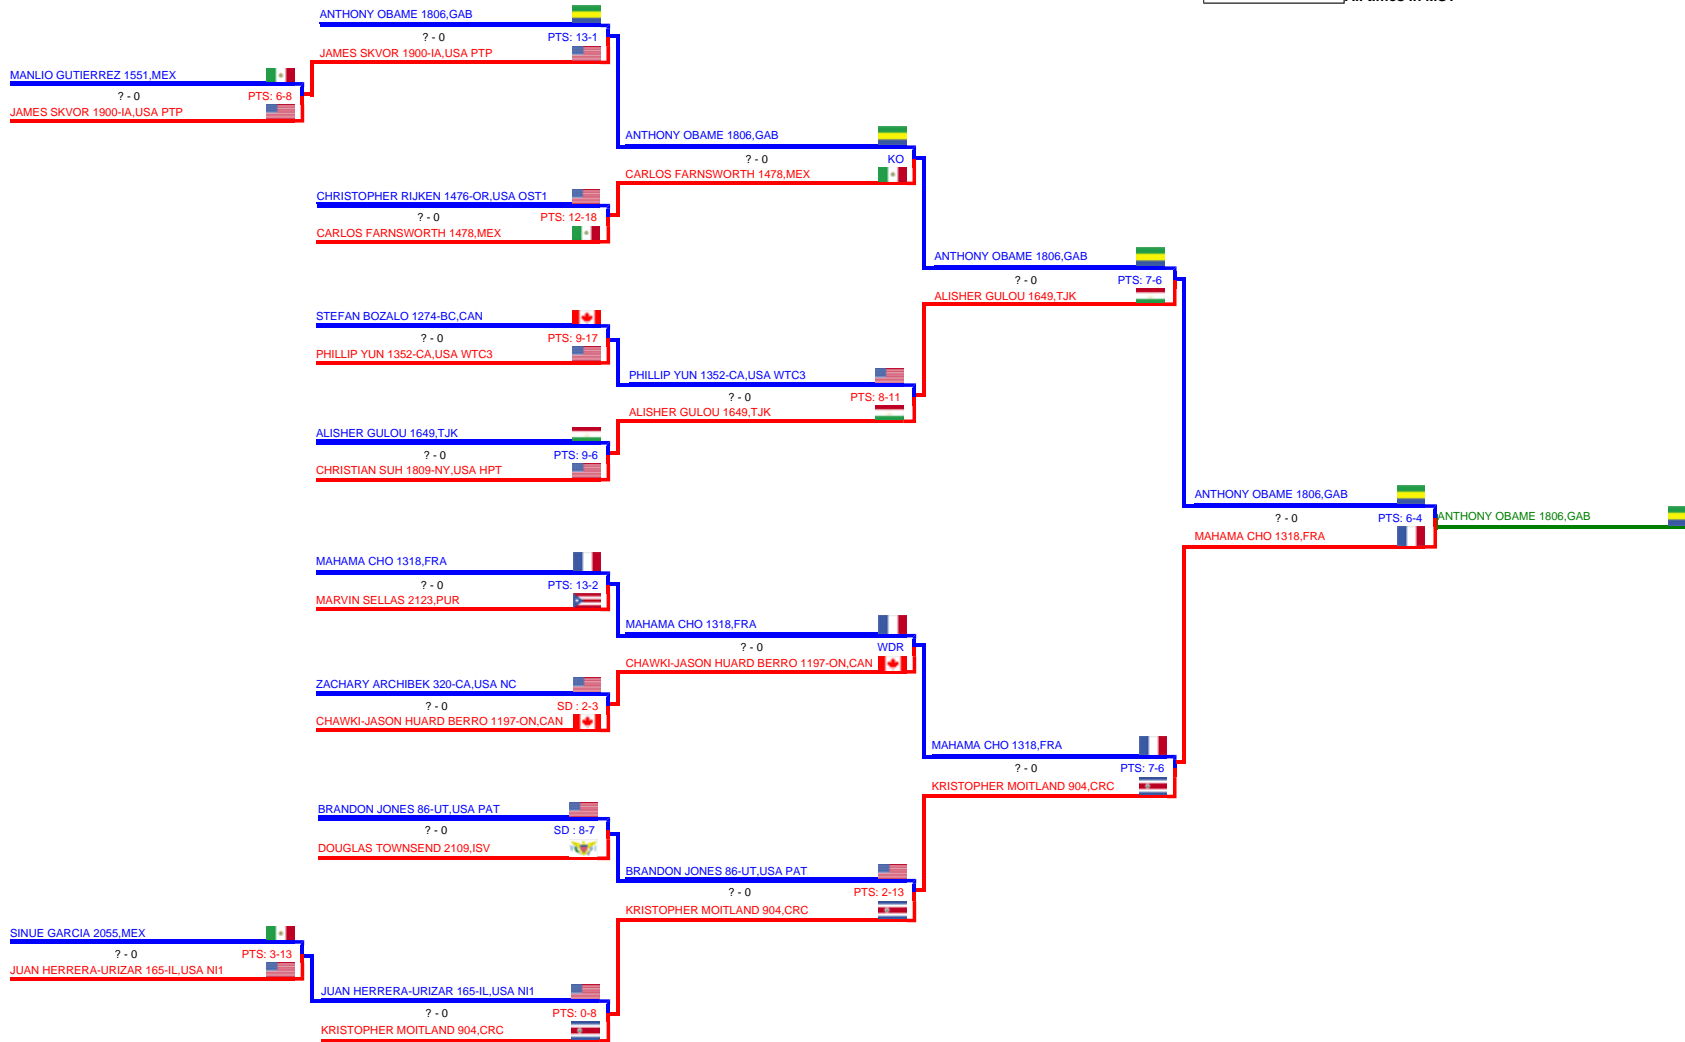 ANTHONY OBAME 1806,GAB
? - 0
PTS: 13-1
JAMES SKVOR 1900-IA,USA PTP
MANLIO GUTIERREZ 1551,MEX
? - 0
PTS: 6-8
JAMES SKVOR 1900-IA,USA PTP
ANTHONY OBAME 1806,GAB
? - 0
KO
CARLOS FARNSWORTH 1478,MEX
CHRISTOPHER RIJKEN 1476-OR,USA OST1
? - 0
PTS: 12-18
CARLOS FARNSWORTH 1478,MEX
ANTHONY OBAME 1806,GAB
? - 0
PTS: 7-6
ALISHER GULOU 1649,TJK
STEFAN BOZALO 1274-BC,CAN
? - 0
PTS: 9-17
PHILLIP YUN 1352-CA,USA WTC3
PHILLIP YUN 1352-CA,USA WTC3
? - 0
PTS: 8-11
ALISHER GULOU 1649,TJK
ALISHER GULOU 1649,TJK
? - 0
PTS: 9-6
CHRISTIAN SUH 1809-NY,USA HPT
ANTHONY OBAME 1806,GAB
? - 0
PTS: 6-4
ANTHONY OBAME 1806,GAB
MAHAMA CHO 1318,FRA
MAHAMA CHO 1318,FRA
? - 0
PTS: 13-2
MARVIN SELLAS 2123,PUR
MAHAMA CHO 1318,FRA
? - 0
WDR
CHAWKI-JASON HUARD BERRO 1197-ON,CAN
ZACHARY ARCHIBEK 320-CA,USA NC
? - 0
SD : 2-3
CHAWKI-JASON HUARD BERRO 1197-ON,CAN
MAHAMA CHO 1318,FRA
? - 0
PTS: 7-6
KRISTOPHER MOITLAND 904,CRC
BRANDON JONES 86-UT,USA PAT
? - 0
SD : 8-7
DOUGLAS TOWNSEND 2109,ISV
BRANDON JONES 86-UT,USA PAT
? - 0
PTS: 2-13
KRISTOPHER MOITLAND 904,CRC
SINUE GARCIA 2055,MEX
? - 0
PTS: 3-13
JUAN HERRERA-URIZAR 165-IL,USA NI1
JUAN HERRERA-URIZAR 165-IL,USA NI1
? - 0
PTS: 0-8
KRISTOPHER MOITLAND 904,CRC